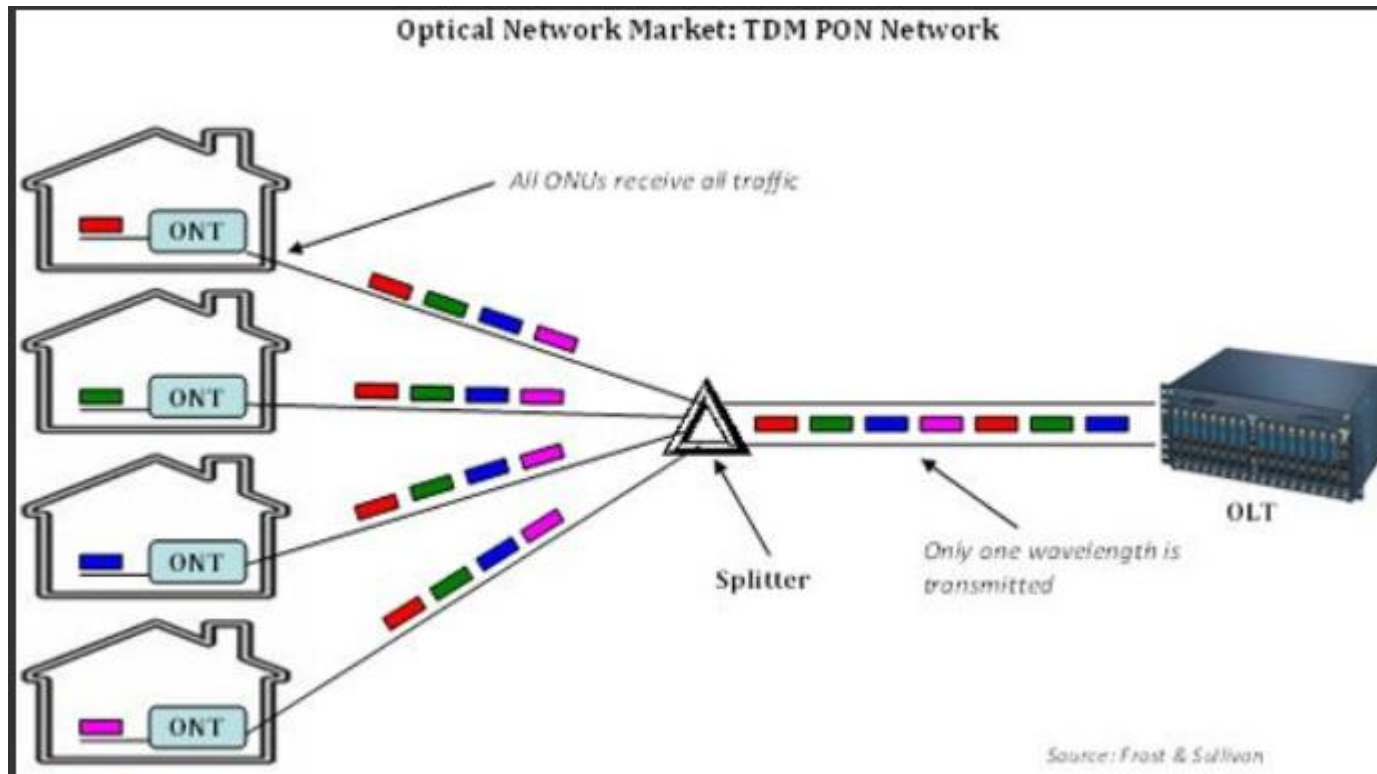 Optical Network Market: TDM PON Network
All ONUs receive all traffic
ONT
ONT
ONT
ONT
Splitter
Only one wavelength is
transmitted
OLT
Source: Frost & Sullivan